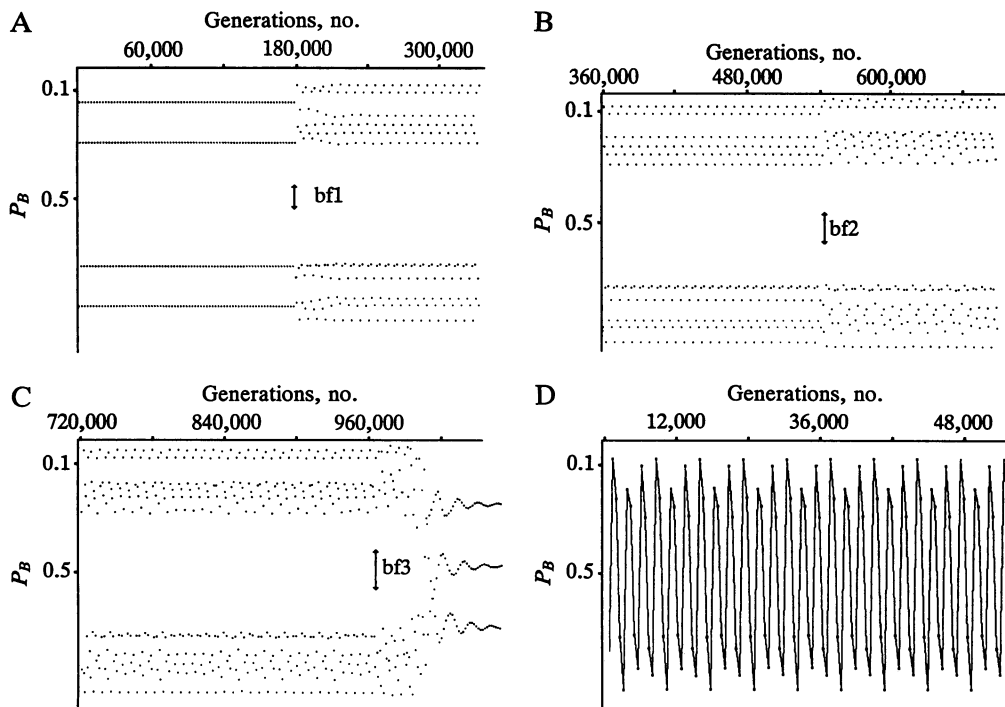 A
Generations, no.
60,000 180,000 300,000
0.1
0.5
P_B
bf1
B
Generations, no.
360,000 480,000 600,000
0.1
0.5
P_B
bf2
C
Generations, no.
720,000 840,000 960,000
0.1
0.5
P_B
bf3
D
Generations, no.
12,000 36,000 48,000
0.1
0.5
P_B